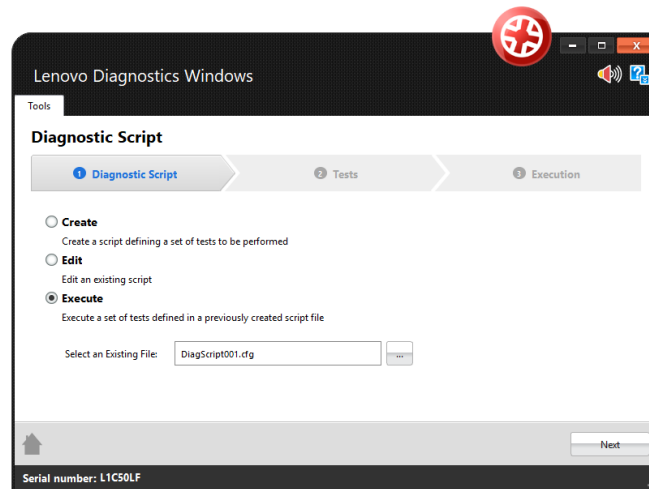 Lenovo Diagnostics Windows
Tools
Diagnostic Script
1 Diagnostic Script 2 Tests 3 Execution
Create
Create a script defining a set of tests to be performed
Edit
Edit an existing script
Execute
Execute a set of tests defined in a previously created script file
Select an Existing File: DiagScript001.cfg ...
Next
Serial number: L1C50LF